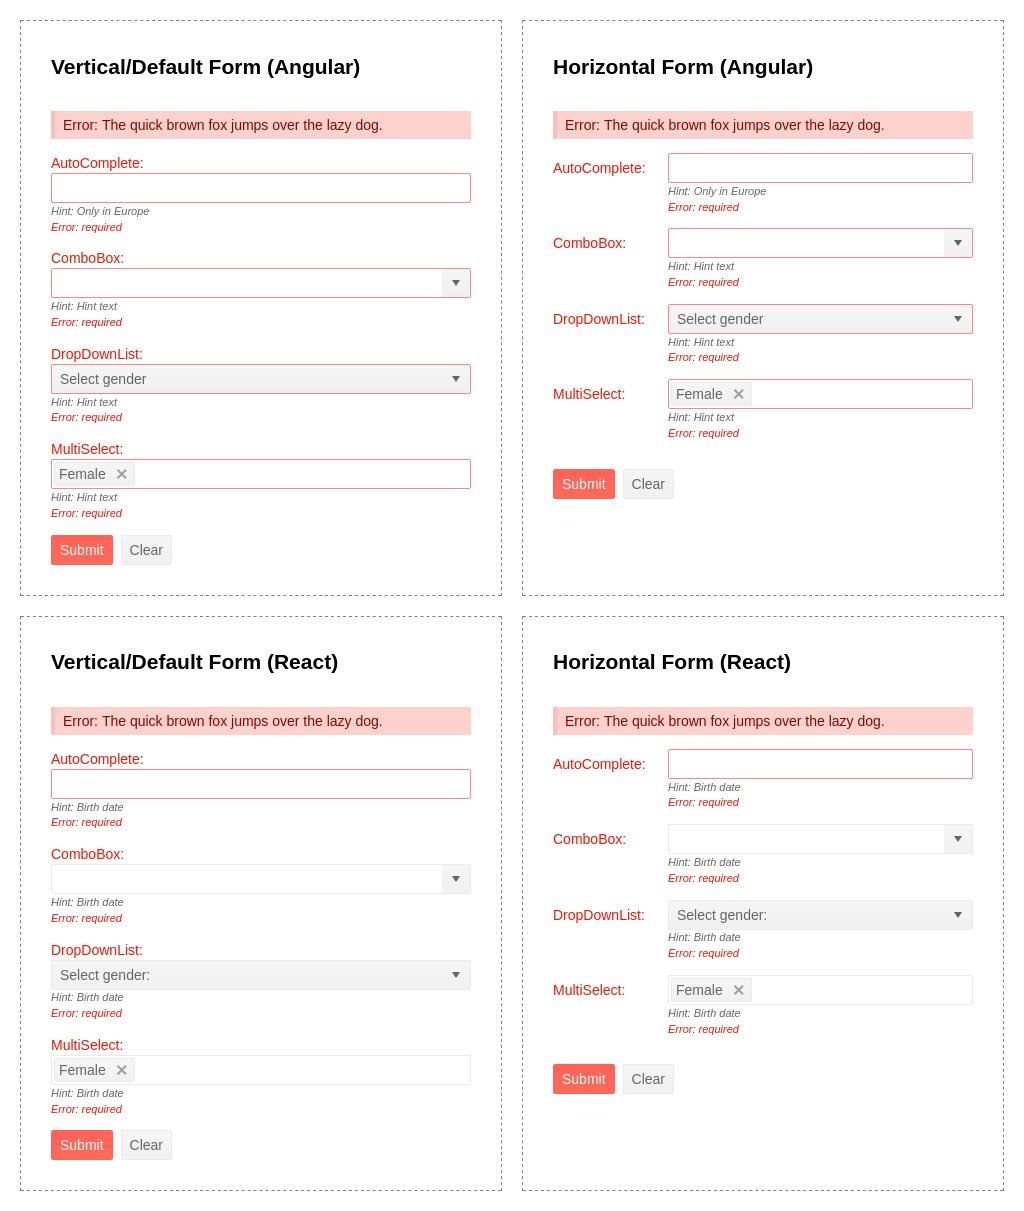 Vertical/Default Form (Angular)
Error: The quick brown fox jumps over the lazy dog.
AutoComplete:
Hint: Only in Europe
Error: required
ComboBox:
Hint: Hint text
Error: required
DropDownList:
Select gender
Hint: Hint text
Error: required
MultiSelect:
Female
Hint: Hint text
Error: required
Submit Clear
Horizontal Form (Angular)
Error: The quick brown fox jumps over the lazy dog.
AutoComplete:
Hint: Only in Europe
Error: required
ComboBox:
Hint: Hint text
Error: required
DropDownList: Select gender
Hint: Hint text
Error: required
MultiSelect: Female
Hint: Hint text
Error: required
Submit Clear
Vertical/Default Form (React)
Error: The quick brown fox jumps over the lazy dog.
AutoComplete:
Hint: Birth date
Error: required
ComboBox:
Hint: Birth date
Error: required
DropDownList:
Select gender:
Hint: Birth date
Error: required
MultiSelect:
Female
Hint: Birth date
Error: required
Submit Clear
Horizontal Form (React)
Error: The quick brown fox jumps over the lazy dog.
AutoComplete:
Hint: Birth date
Error: required
ComboBox:
Hint: Birth date
Error: required
DropDownList: Select gender:
Hint: Birth date
Error: required
MultiSelect: Female
Hint: Birth date
Error: required
Submit Clear